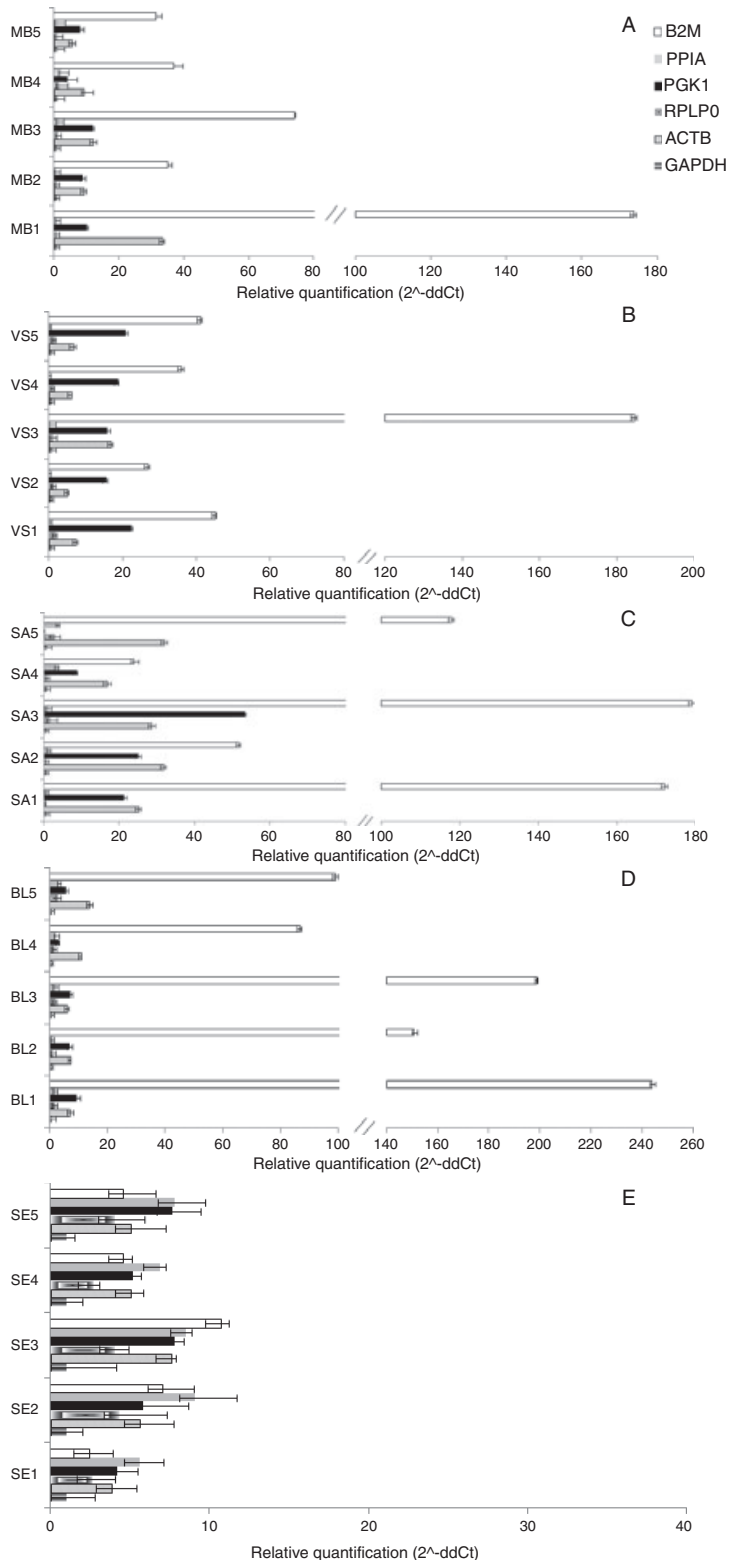 A
B2M
PPIA
PGK1
RPLP0
ACTB
GAPDH
MB5
MB4
MB3
MB2
MB1
0 20 40 60 80 100 120 140 160 180
Relative quantification (2^-ddCt)
B
VS5
VS4
VS3
VS2
VS1
0 20 40 60 80 120 140 160 180 200
Relative quantification (2^-ddCt)
C
SA5
SA4
SA3
SA2
SA1
0 20 40 60 80 100 120 140 160 180
Relative quantification (2^-ddCt)
D
BL5
BL4
BL3
BL2
BL1
0 20 40 60 80 100 140 160 180 200 220 240 260
Relative quantification (2^-ddCt)
E
SE5
SE4
SE3
SE2
SE1
0 10 20 30 40
Relative quantification (2^-ddCt)